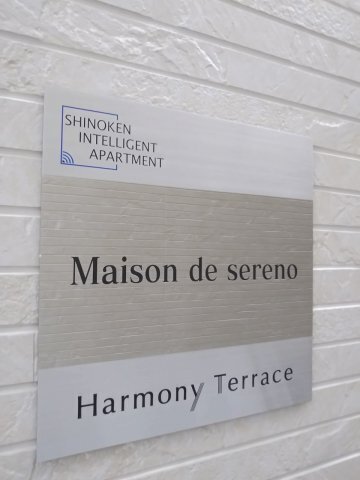 SHINOKEN
INTELLIGENT
APARTMENT
Maison de sereno
Harmony Terrace